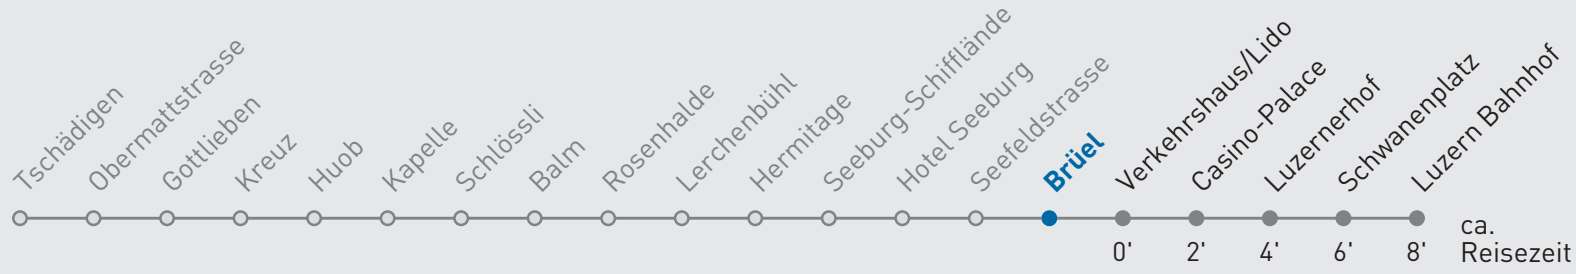 Tschädigen
Obermattstrasse
Gottlieben
Kreuz
Huob
Kapelle
Schlössli
Balm
Rosenhalde
Lerchenbühl
Hermitage
Seeburg-Schifflände
Hotel Seeburg
Seefeldstrasse
Brüel
Verkehrshaus/Lido
Casino-Palace
Luzernerhof
Schwanenplatz
Luzern Bahnhof
0' 2' 4' 6' 8'
ca.
Reisezeit